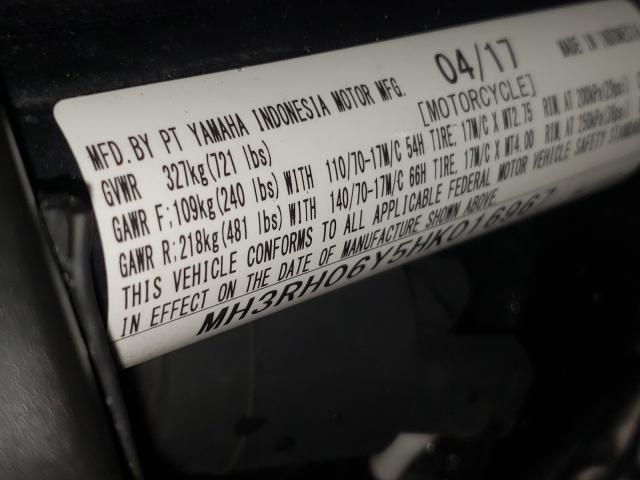 MFD.BY PT YAMAHA INDONESIA MOTOR MFG. 04/17 MADE IN INDONESIA
GVWR 327kg(721 lbs) [MOTORCYCLE]
GAWR F:109kg(240 lbs) WITH 110/70-17M/C 54H TIRE, 17M/C X MT2.75 RIM AT 200kPa(29psi)
GAWR R:218kg(481 lbs) WITH 140/70-17M/C 66H TIRE, 17M/C X MT4.00 RIM AT 250kPa(36psi)
THIS VEHICLE CONFORMS TO ALL APPLICABLE FEDERAL MOTOR VEHICLE SAFETY STANDARDS
IN EFFECT ON THE DATE OF MANUFACTURE SHOWN ABOVE.
MH3RH06Y5HK016967